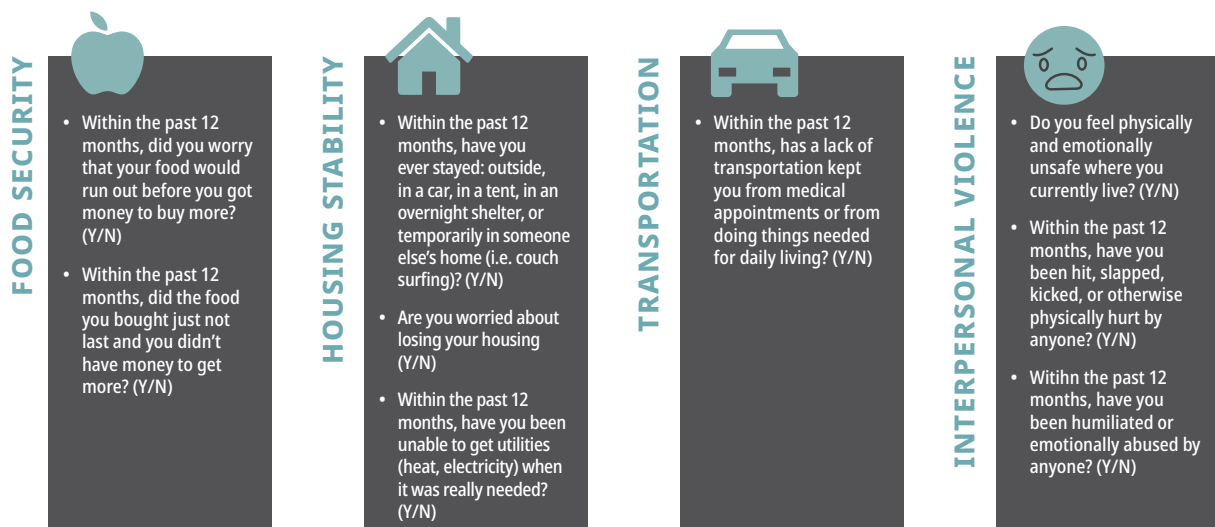 FOOD SECURITY
• Within the past 12
months, did you worry
that your food would
run out before you got
money to buy more?
(Y/N)
• Within the past 12
months, did the food
you bought just not
last and you didn’t
have money to get
more? (Y/N)
HOUSING STABILITY
• Within the past 12
months, have you
ever stayed: outside,
in a car, in a tent, in an
overnight shelter, or
temporarily in someone
else’s home (i.e. couch
surfing)? (Y/N)
• Are you worried about
losing your housing
(Y/N)
• Within the past 12
months, have you been
unable to get utilities
(heat, electricity) when
it was really needed?
(Y/N)
TRANSPORTATION
• Within the past 12
months, has a lack of
transportation kept
you from medical
appointments or from
doing things needed
for daily living? (Y/N)
INTERPERSONAL VIOLENCE
• Do you feel physically
and emotionally
unsafe where you
currently live? (Y/N)
• Within the past 12
months, have you
been hit, slapped,
kicked, or otherwise
physically hurt by
anyone? (Y/N)
• Witihn the past 12
months, have you
been humiliated or
emotionally abused by
anyone? (Y/N)